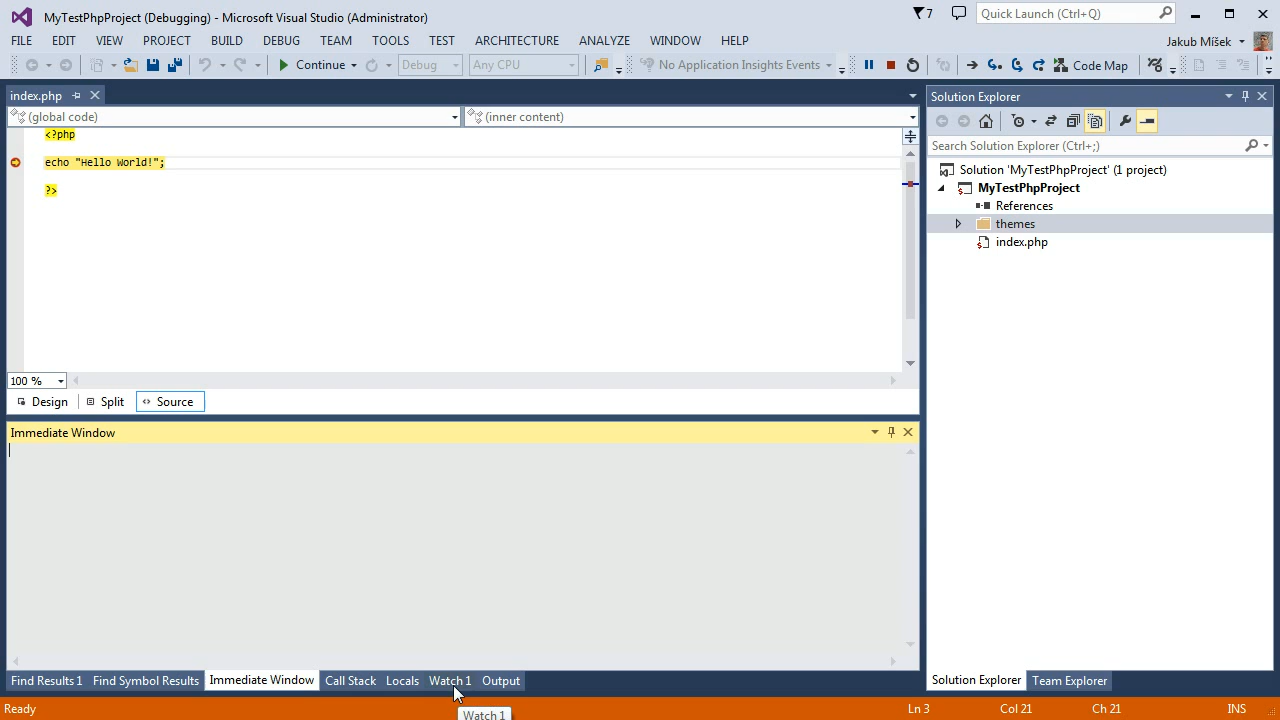 MyTestPhpProject (Debugging) - Microsoft Visual Studio (Administrator)
7
Quick Launch (Ctrl+Q)
FILE EDIT VIEW PROJECT BUILD DEBUG TEAM TOOLS TEST ARCHITECTURE ANALYZE WINDOW HELP
Jakub Míšek
Continue Debug Any CPU No Application Insights Events Code Map
index.php
(global code) (inner content)
<?php
echo "Hello World!";
?>
100 %
Design Split Source
Solution Explorer
Search Solution Explorer (Ctrl+;)
Solution 'MyTestPhpProject' (1 project)
MyTestPhpProject
References
themes
index.php
Immediate Window
Find Results 1 Find Symbol Results Immediate Window Call Stack Locals Watch 1 Output
Solution Explorer Team Explorer
Watch 1
Ready Ln 3 Col 21 Ch 21 INS